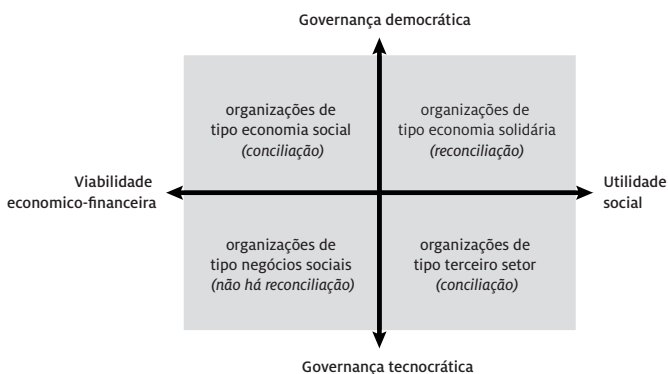 Governança democrática
organizações de
tipo economia social
(conciliação)
organizações de
tipo economia solidária
(reconciliação)
Viabilidade
economico-financeira
Utilidade
social
organizações de
tipo negócios sociais
(não há reconciliação)
organizações de
tipo terceiro setor
(conciliação)
Governança tecnocrática